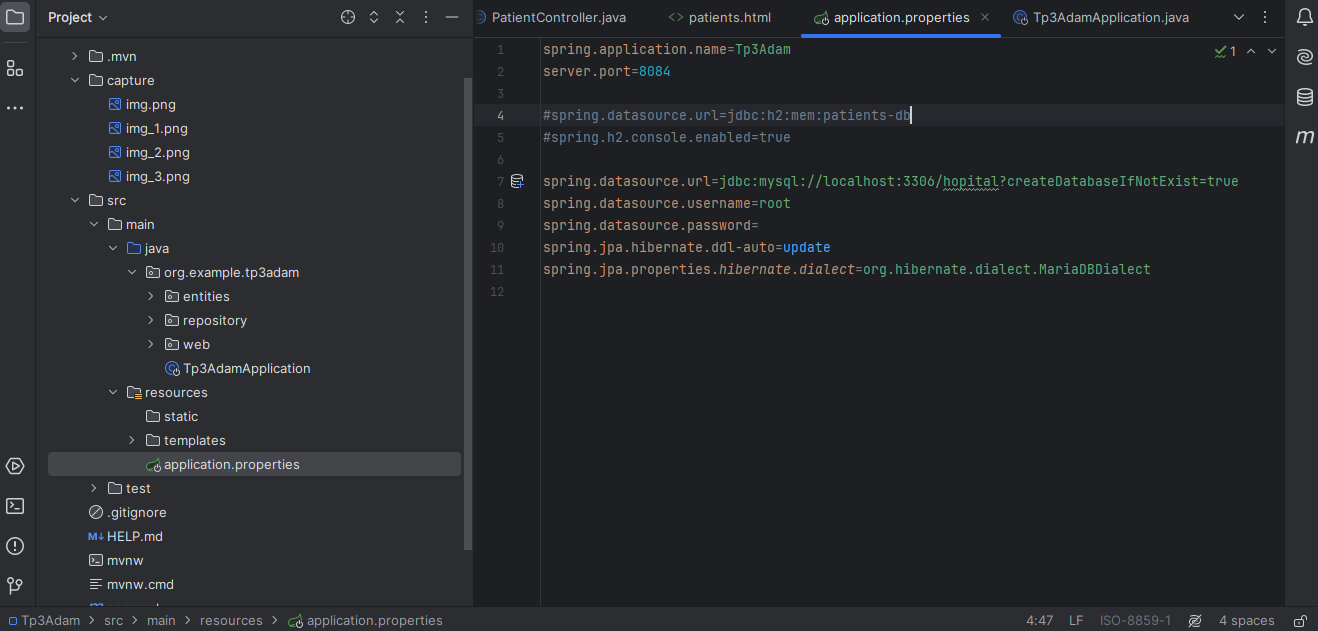 Project
.mvn
capture
img.png
img_1.png
img_2.png
img_3.png
src
main
java
org.example.tp3adam
entities
repository
web
Tp3AdamApplication
resources
static
templates
application.properties
test
.gitignore
M↓ HELP.md
mvnw
mvnw.cmd
PatientController.java
<> patients.html
application.properties
Tp3AdamApplication.java
1 spring.application.name=Tp3Adam
2 server.port=8084
3
4 #spring.datasource.url=jdbc:h2:mem:patients-db
5 #spring.h2.console.enabled=true
6
7 spring.datasource.url=jdbc:mysql://localhost:3306/hopital?createDatabaseIfNotExist=true
8 spring.datasource.username=root
9 spring.datasource.password=
10 spring.jpa.hibernate.ddl-auto=update
11 spring.jpa.properties.hibernate.dialect=org.hibernate.dialect.MariaDBDialect
12
1
m
Tp3Adam > src > main > resources > application.properties
4:47 LF ISO-8859-1 4 spaces